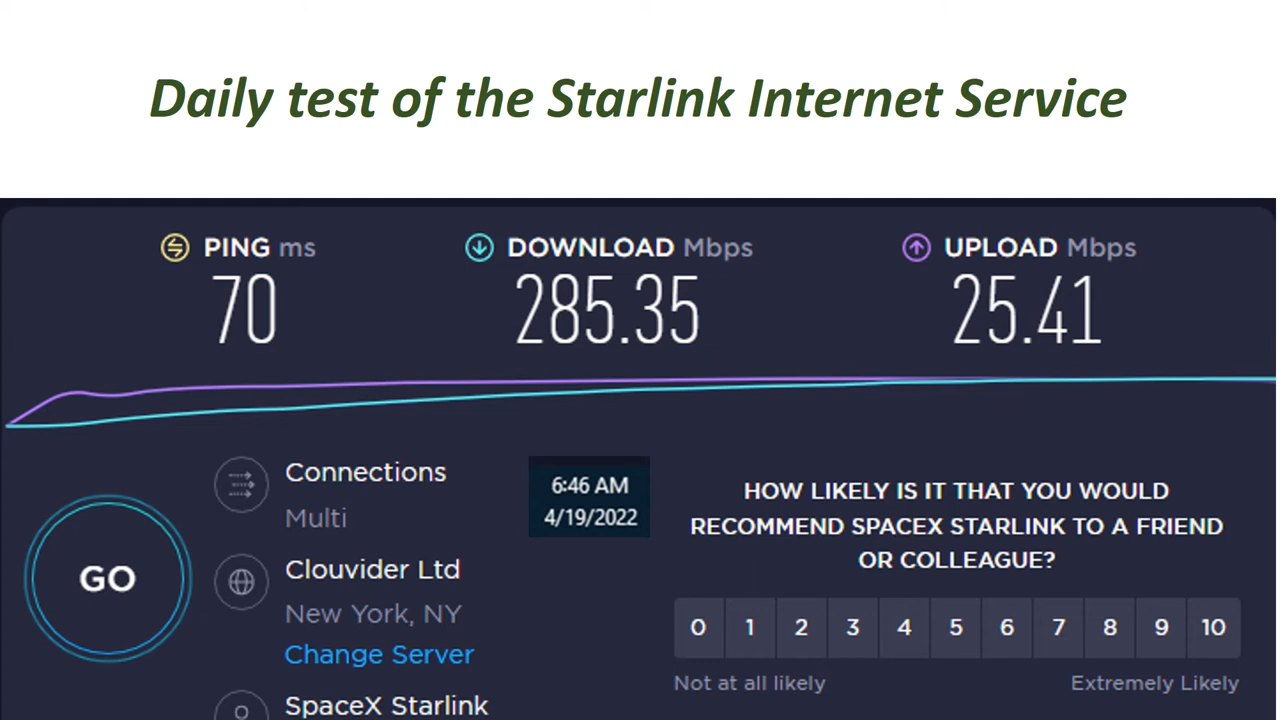 Daily test of the Starlink Internet Service
PING ms
70
DOWNLOAD Mbps
285.35
UPLOAD Mbps
25.41
GO
Connections
Multi
Clouvider Ltd
New York, NY
Change Server
SpaceX Starlink
6:46 AM
4/19/2022
HOW LIKELY IS IT THAT YOU WOULD
RECOMMEND SPACEX STARLINK TO A FRIEND
OR COLLEAGUE?
0 1 2 3 4 5 6 7 8 9 10
Not at all likely
Extremely Likely